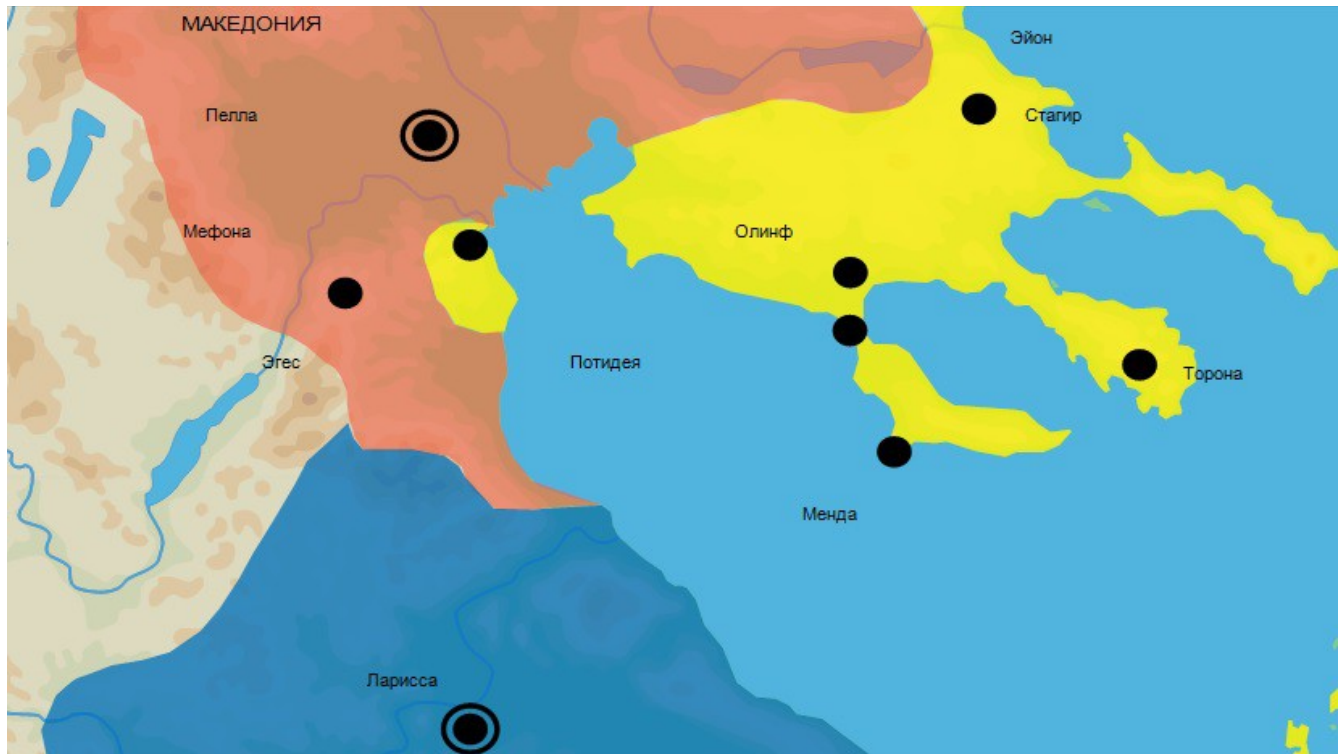 МАКЕДОНИЯ
Эйон
Пелла
Стагир
Мефона
Олинф
Эгес
Потидея
Торона
Менда
Ларисса